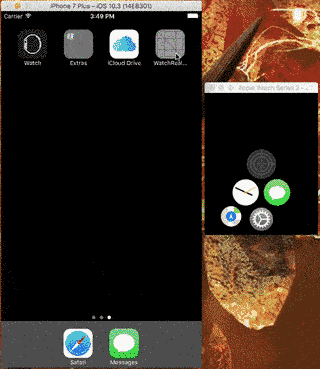 iPhone 7 Plus – iOS 10.3 (14E8301)
Carrier
3:49 PM
Watch
Extras
iCloud Drive
WatchReal...
Apple Watch Series 2 -
Safari
Messages